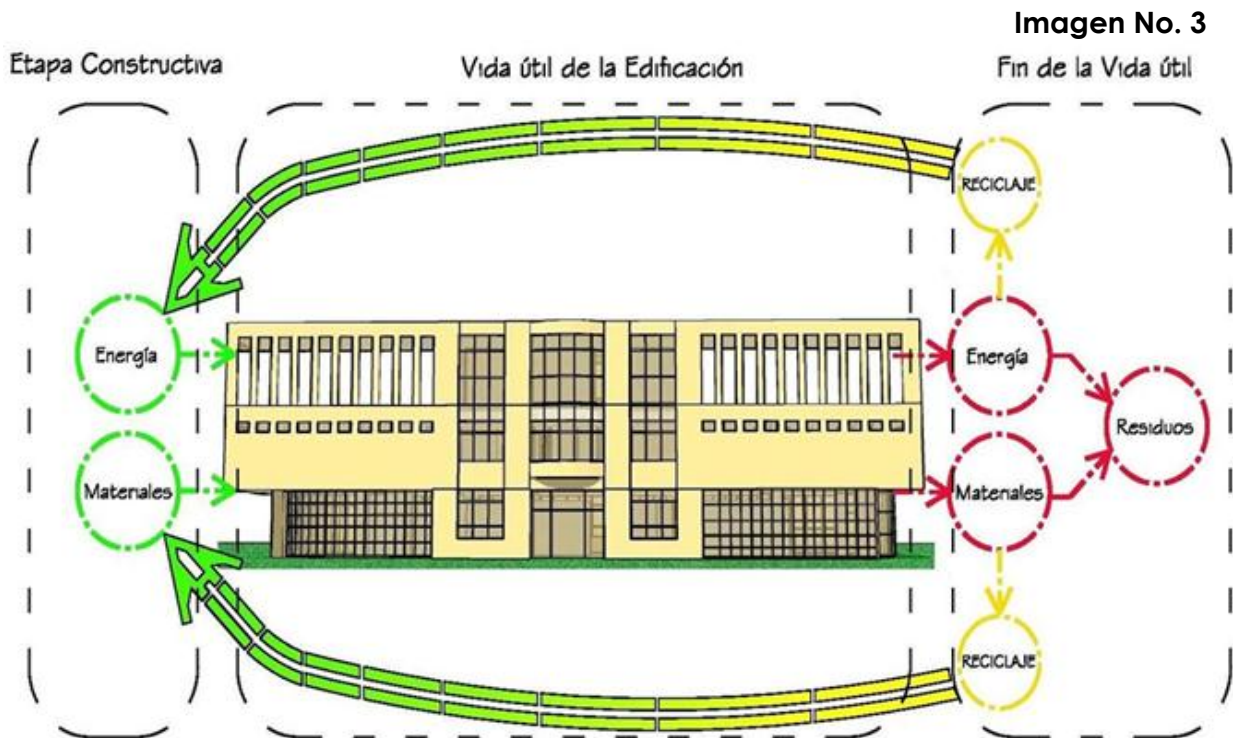 Imagen No. 3
Etapa Constructiva
Vida útil de la Edificación
Fin de la Vida útil
RECICLAJE
Energía
Energía
Residuos
Materiales
Materiales
RECICLAJE